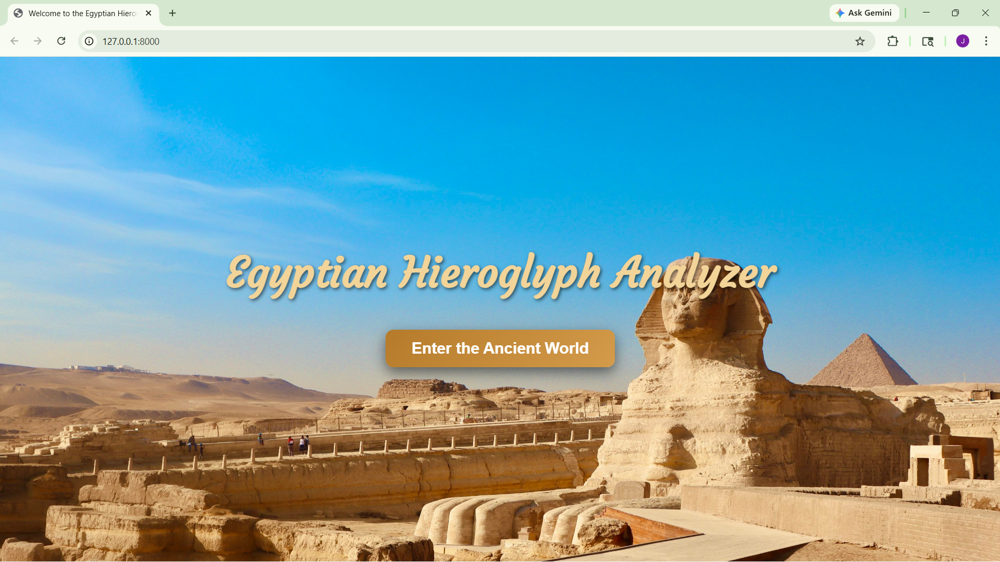 Welcome to the Egyptian Hiero
Ask Gemini
127.0.0.1:8000
J
Egyptian Hieroglyph Analyzer
Enter the Ancient World